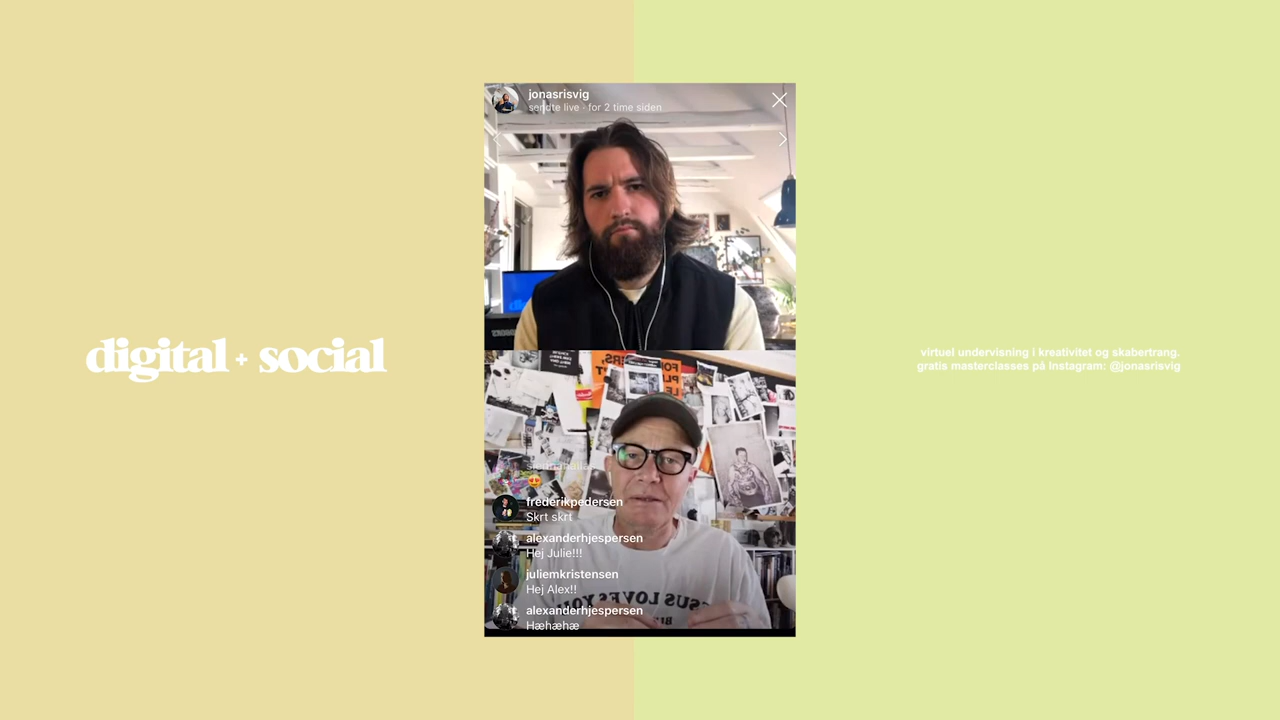 digital + social
jonasrisvig
sendte live · for 2 time siden
😍
frederikpedersen
Skrt skrt
alexanderhjespersen
Hej Julie!!!
juliemkristensen
Hej Alex!!
alexanderhjespersen
Hæhæhæ
virtuel undervisning i kreativitet og skabertrang.
gratis masterclasses på Instagram: @jonasrisvig